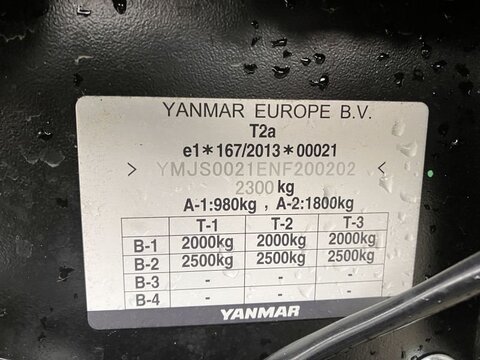 YANMAR EUROPE B.V.
T2a
e1*167/2013*00021
> YMJS0021ENF200202 <
2300 kg
A-1:980kg , A-2:1800kg
T-1 T-2 T-3
B-1 2000kg 2000kg 2000kg
B-2 2500kg 2500kg 2500kg
B-3 - - -
B-4 - - -
YANMAR